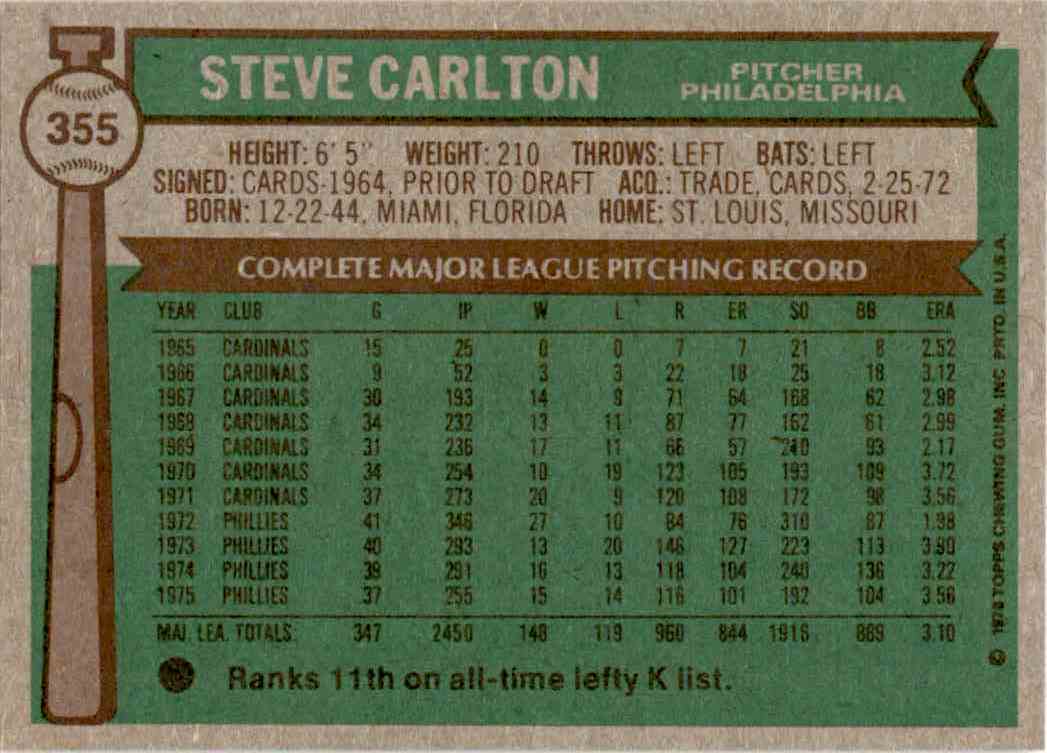 STEVE CARLTON
PITCHER
PHILADELPHIA
355
HEIGHT: 6' 5" WEIGHT: 210 THROWS: LEFT BATS: LEFT
SIGNED: CARDS-1964, PRIOR TO DRAFT ACQ.: TRADE, CARDS, 2-25-72
BORN: 12-22-44, MIAMI, FLORIDA HOME: ST. LOUIS, MISSOURI
COMPLETE MAJOR LEAGUE PITCHING RECORD
YEAR CLUB G IP W L R ER SO BB ERA
1965 CARDINALS 15 25 0 0 7 7 21 8 2.52
1966 CARDINALS 9 52 3 3 22 18 25 18 3.12
1967 CARDINALS 30 193 14 9 71 64 168 62 2.98
1968 CARDINALS 34 232 13 11 87 77 162 61 2.99
1969 CARDINALS 31 236 17 11 66 57 210 93 2.17
1970 CARDINALS 34 254 10 19 123 105 193 109 3.72
1971 CARDINALS 37 273 20 9 120 108 172 98 3.56
1972 PHILLIES 41 346 27 10 84 76 310 87 1.98
1973 PHILLIES 40 293 13 20 146 127 223 113 3.90
1974 PHILLIES 39 291 16 13 118 104 240 136 3.22
1975 PHILLIES 37 255 15 14 116 101 192 104 3.56
MAJ. LEA. TOTALS 347 2450 148 119 960 844 1916 889 3.10
Ranks 11th on all-time lefty K list.
© 1976 TOPPS CHEWING GUM, INC. PRTD. IN U.S.A.